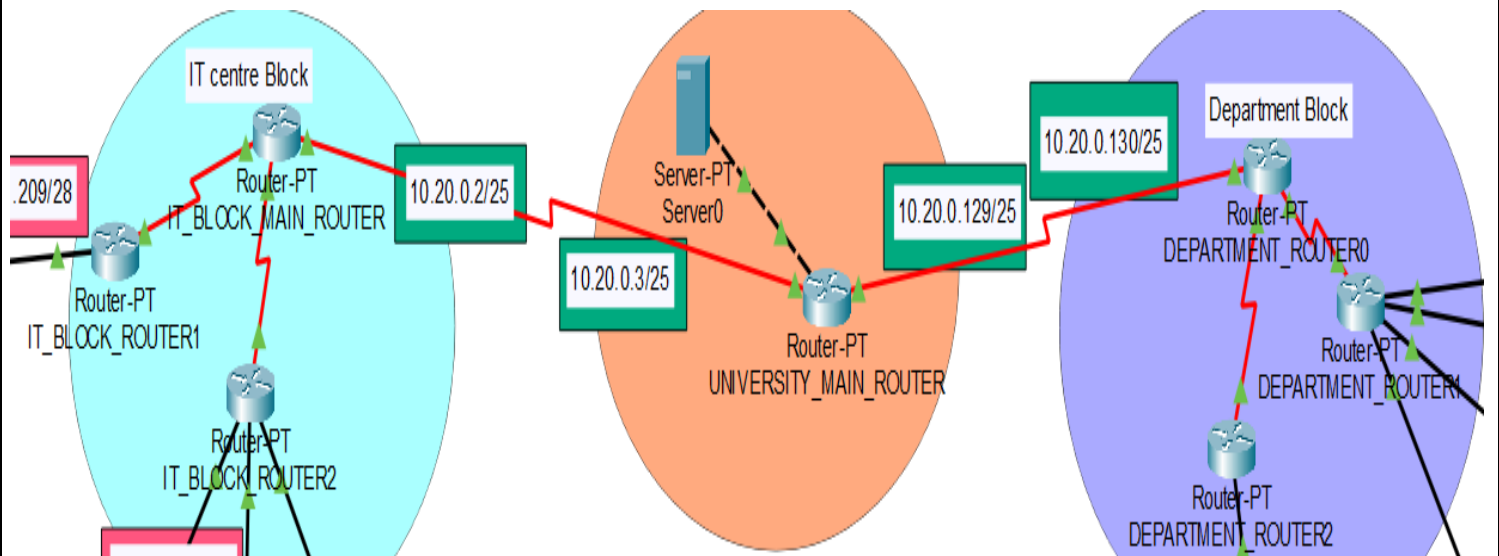 IT centre Block
Router-PT
IT_BLOCK_MAIN_ROUTER
.209/28
Router-PT
IT_BLOCK_ROUTER1
Router-PT
IT_BLOCK_ROUTER2
10.20.0.2/25
10.20.0.3/25
Server-PT
Server0
Router-PT
UNIVERSITY_MAIN_ROUTER
10.20.0.129/25
10.20.0.130/25
Department Block
Router-PT
DEPARTMENT_ROUTER0
Router-PT
DEPARTMENT_ROUTER1
Router-PT
DEPARTMENT_ROUTER2